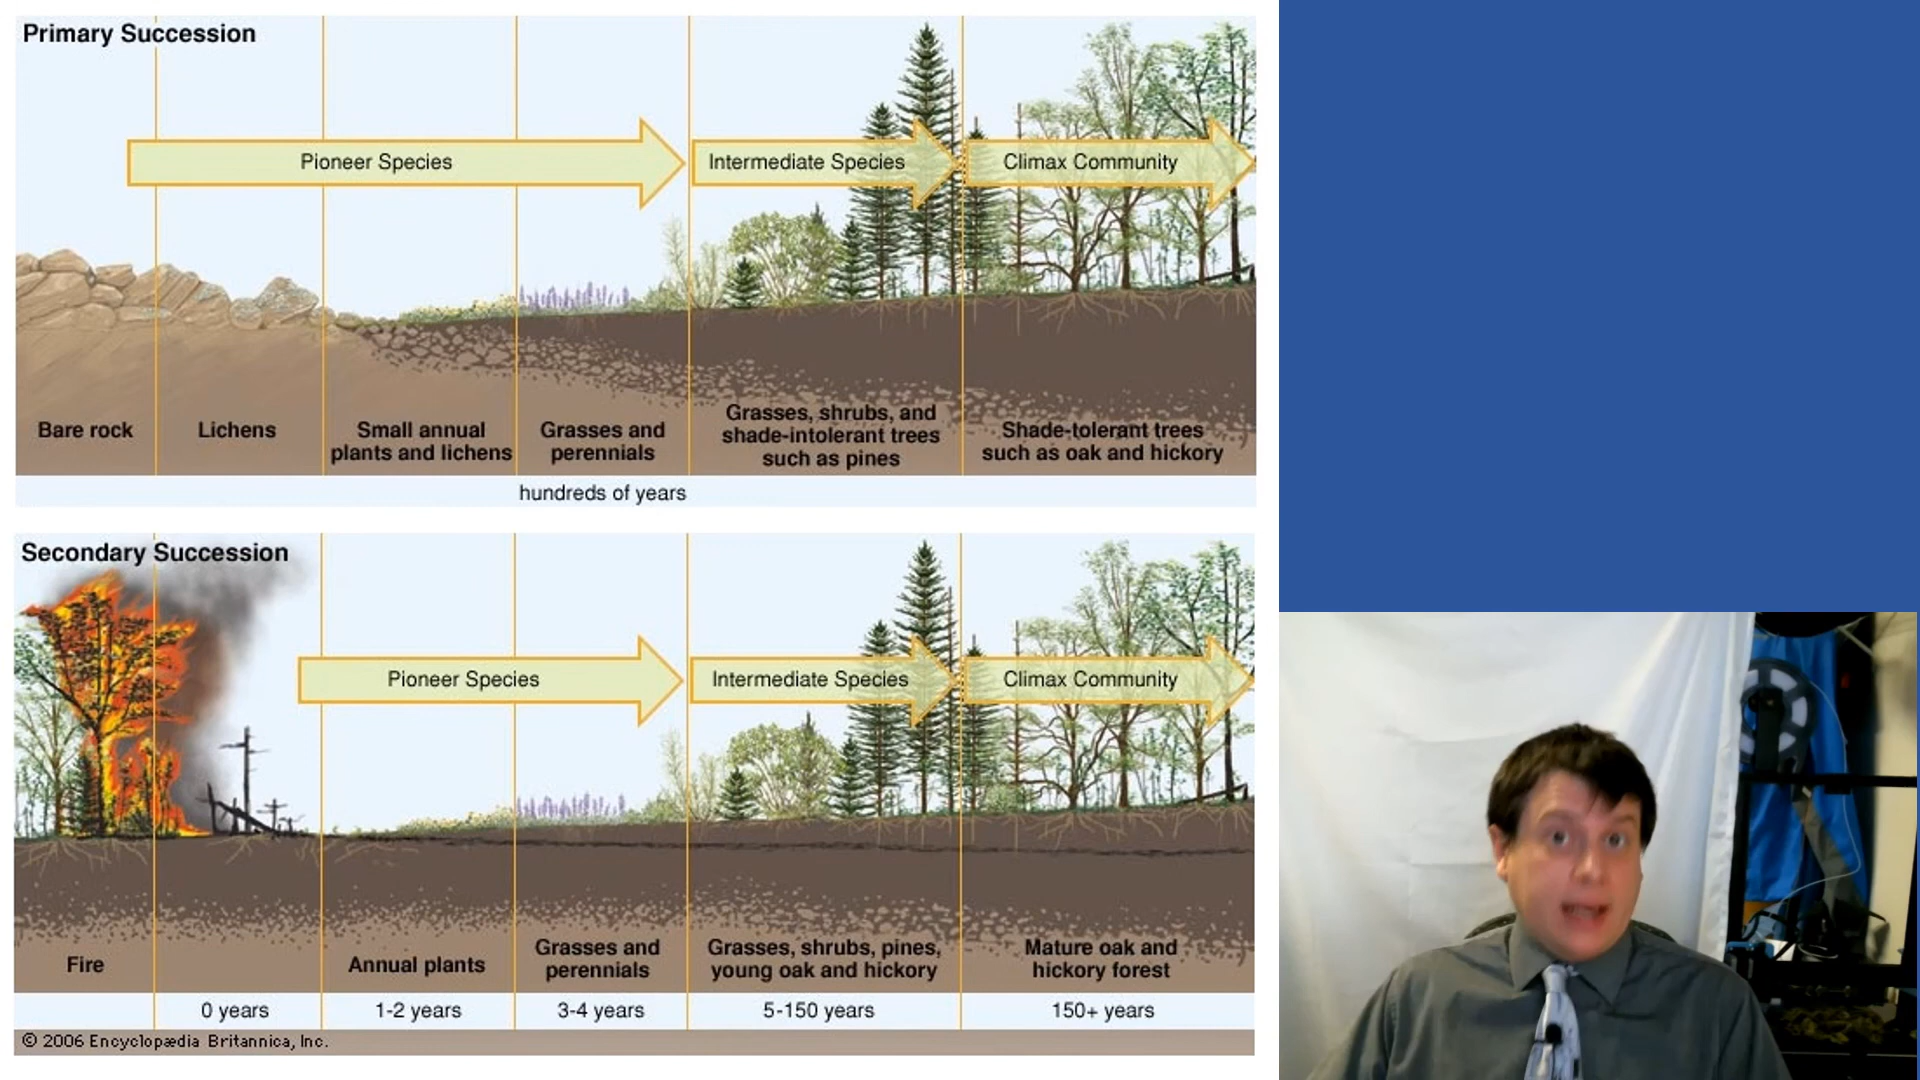 Primary Succession
Pioneer Species
Intermediate Species
Climax Community
Bare rock
Lichens
Small annual
plants and lichens
Grasses and
perennials
Grasses, shrubs, and
shade-intolerant trees
such as pines
Shade-tolerant trees
such as oak and hickory
hundreds of years
Secondary Succession
Pioneer Species
Intermediate Species
Climax Community
Fire
Annual plants
Grasses and
perennials
Grasses, shrubs, pines,
young oak and hickory
Mature oak and
hickory forest
0 years
1-2 years
3-4 years
5-150 years
150+ years
© 2006 Encyclopædia Britannica, Inc.